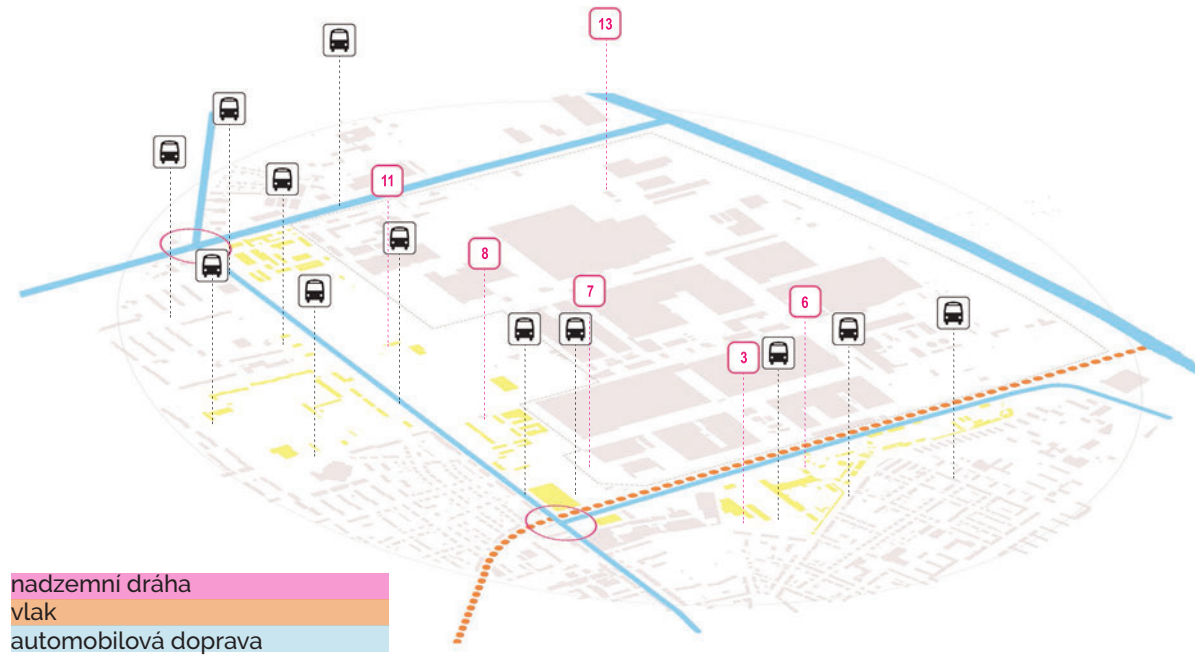 13
11
8
7
6
3
nadzemní dráha
vlak
automobilová doprava